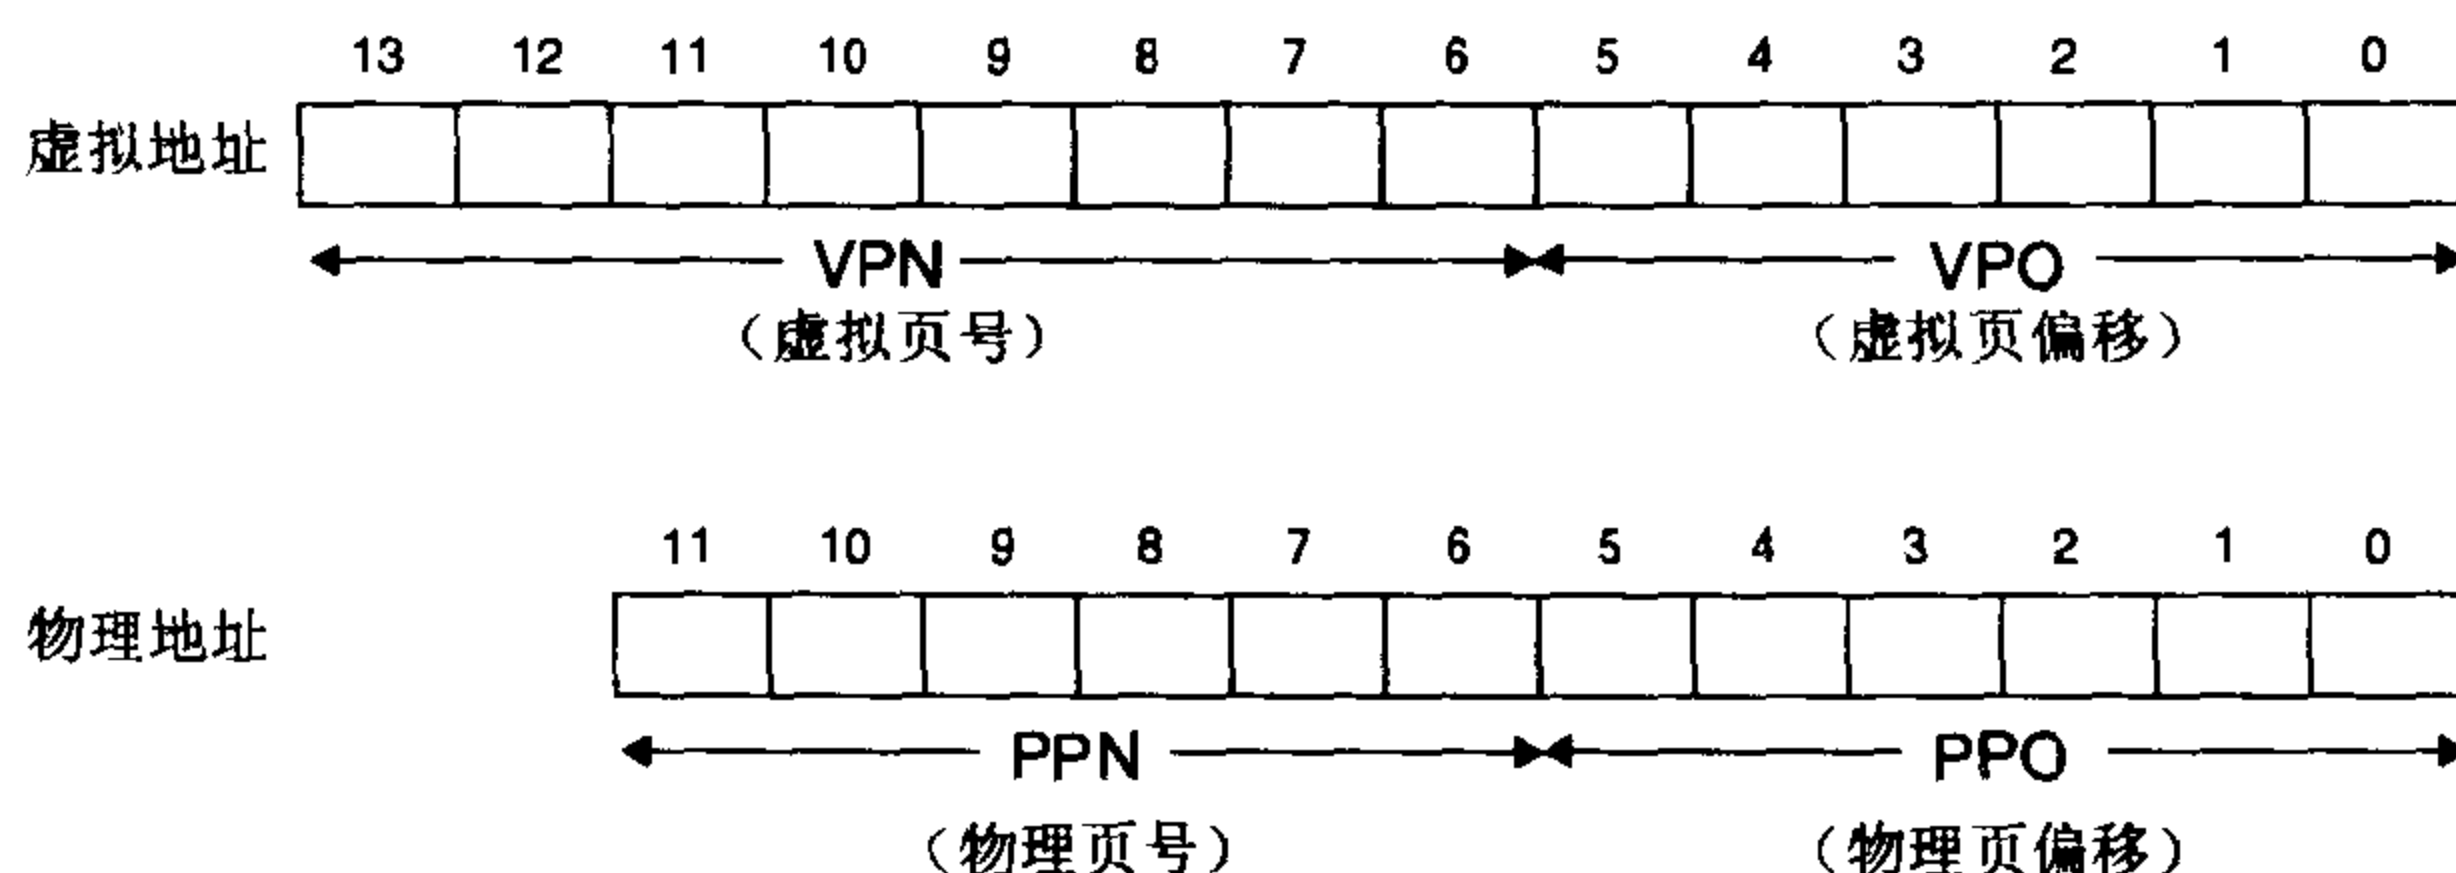 13 12 11 10 9 8 7 6 5 4 3 2 1 0
虚拟地址
VPN VPO
（虚拟页号） （虚拟页偏移）
11 10 9 8 7 6 5 4 3 2 1 0
物理地址
PPN PPO
（物理页号） （物理页偏移）